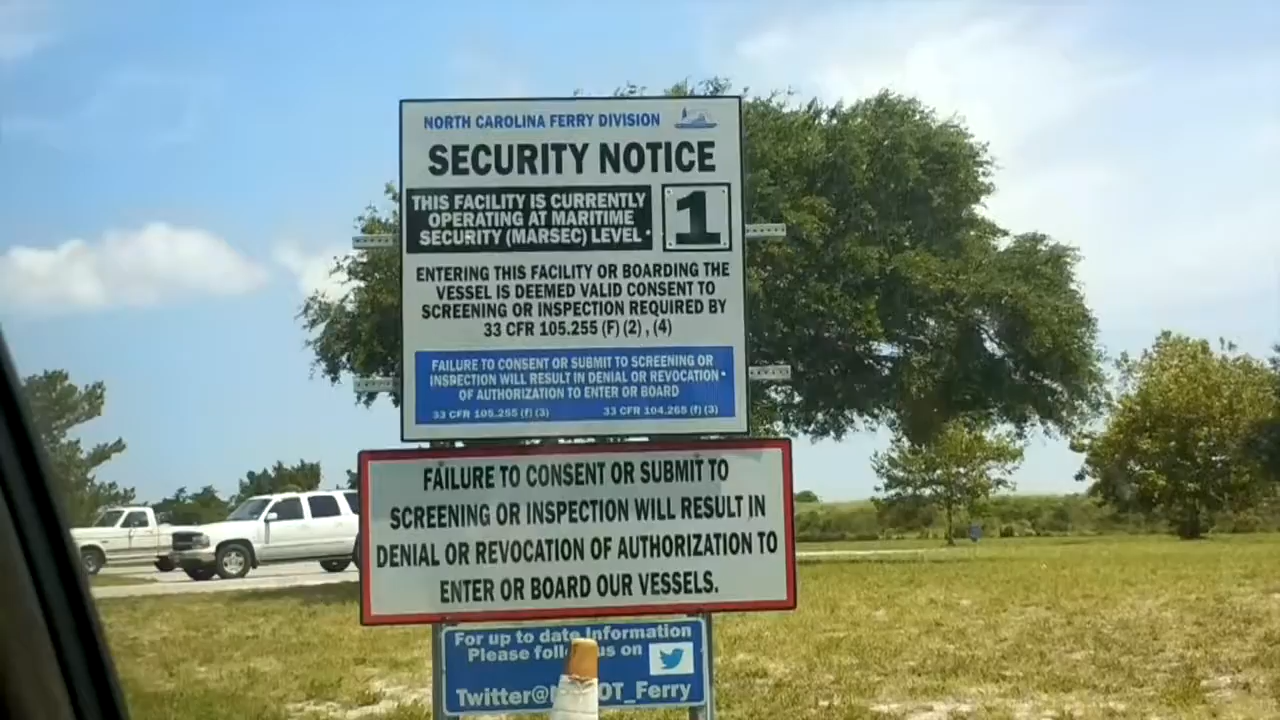 NORTH CAROLINA FERRY DIVISION
SECURITY NOTICE
THIS FACILITY IS CURRENTLY
OPERATING AT MARITIME
SECURITY (MARSEC) LEVEL
1
ENTERING THIS FACILITY OR BOARDING THE
VESSEL IS DEEMED VALID CONSENT TO
SCREENING OR INSPECTION REQUIRED BY
33 CFR 105.255 (F) (2) , (4)
FAILURE TO CONSENT OR SUBMIT TO SCREENING OR
INSPECTION WILL RESULT IN DENIAL OR REVOCATION
OF AUTHORIZATION TO ENTER OR BOARD
33 CFR 105.255 (f) (3) 33 CFR 104.265 (f) (3)
FAILURE TO CONSENT OR SUBMIT TO
SCREENING OR INSPECTION WILL RESULT IN
DENIAL OR REVOCATION OF AUTHORIZATION TO
ENTER OR BOARD OUR VESSELS.
For up to date Information
Please us on